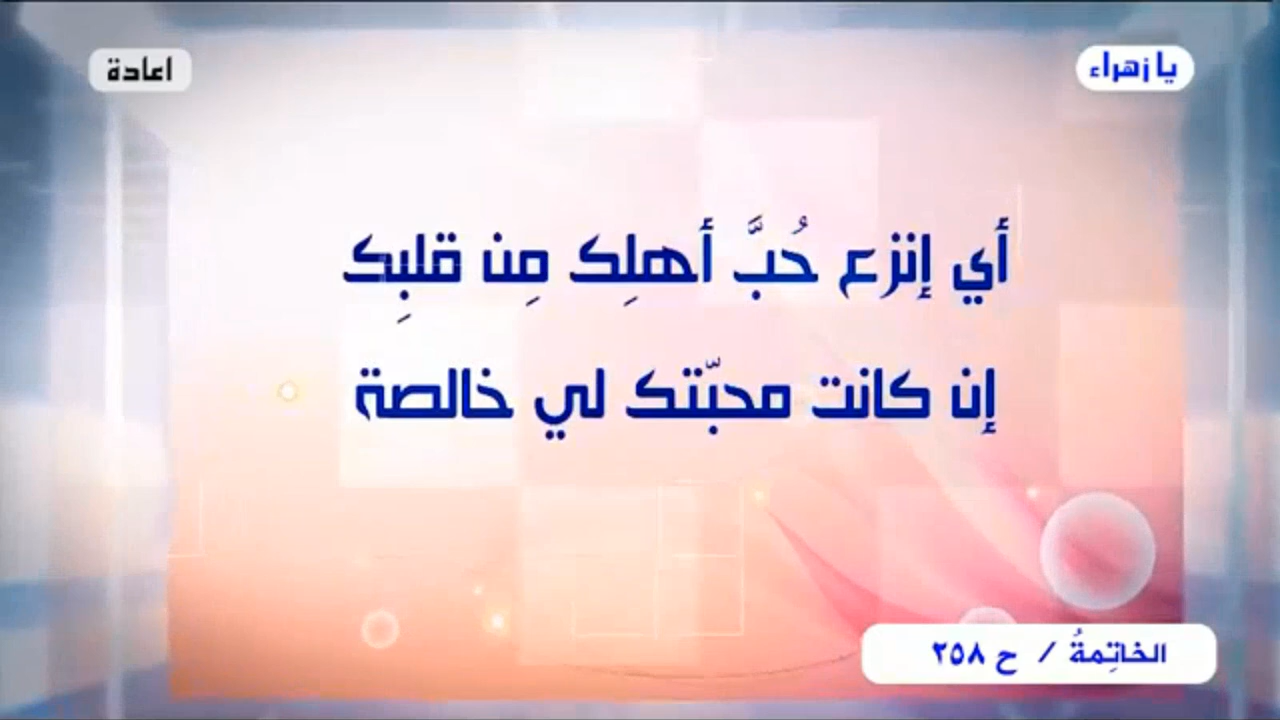 يا زهراء
اعادة
أي إنزع حُبَّ أهلِك مِن قلبِك
إن كانت محبّتك لي خالصة
الخاتِمةُ / ح ٢٥٨